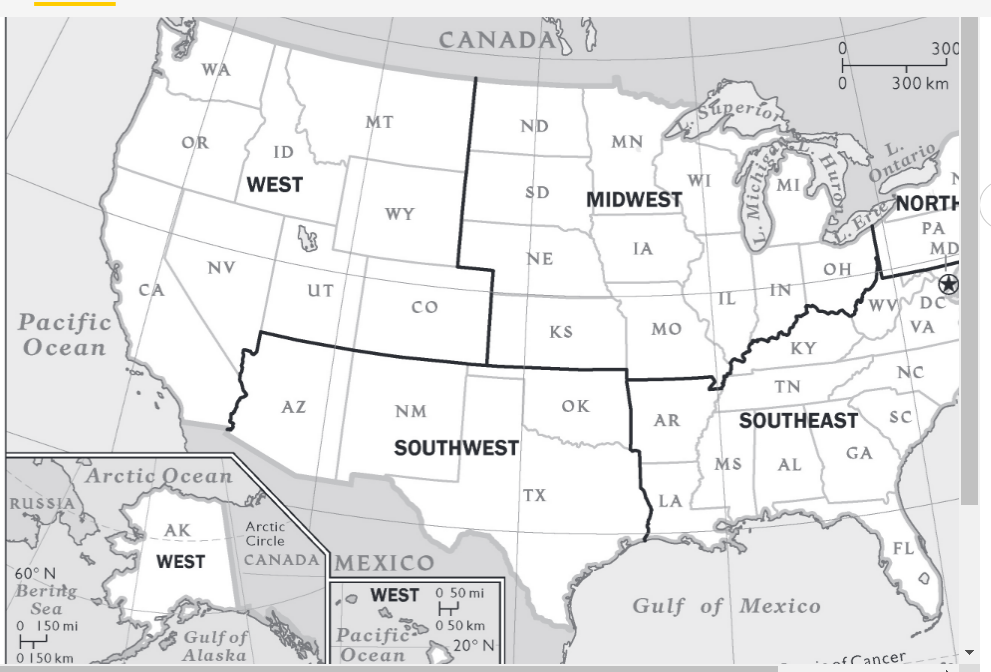 CANADA
0 300
300 km
WA
MT
ND
MN
L. Superior
OR
ID
WEST
SD
WI
L. Michigan
MI
L. Huron
L.
Ontario
MIDWEST
NORTH
WY
L. Erie
PA
MD
NE
IA
OH
NV
UT
CO
IL
IN
WV
DC
CA
VA
Pacific
Ocean
KS
MO
KY
NC
TN
AZ
NM
OK
AR
SOUTHEAST
SC
SOUTHWEST
MS
AL
GA
TX
LA
Arctic Ocean
RUSSIA
AK
WEST
Arctic
Circle
CANADA
MEXICO
FL
60° N
Bering
Sea
0 150 mi
0 150 km
Gulf of
Alaska
WEST
0 50 mi
0 50 km
20° N
Pacific
Ocean
Gulf of Mexico
of Cancer